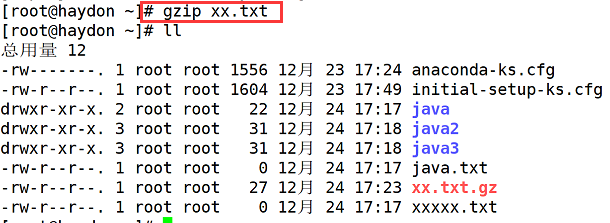 [root@haydon ~]# gzip xx.txt
[root@haydon ~]# ll
总用量 12
-rw-------. 1 root root 1556 12月 23 17:24 anaconda-ks.cfg
-rw-r--r--. 1 root root 1604 12月 23 17:49 initial-setup-ks.cfg
drwxr-xr-x. 2 root root   22 12月 24 17:17 java
drwxr-xr-x. 3 root root   31 12月 24 17:18 java2
drwxr-xr-x. 3 root root   31 12月 24 17:18 java3
-rw-r--r--. 1 root root    0 12月 24 17:17 java.txt
-rw-r--r--. 1 root root   27 12月 24 17:23 xx.txt.gz
-rw-r--r--. 1 root root    0 12月 24 17:17 xxxxx.txt
[root@haydon ~]#